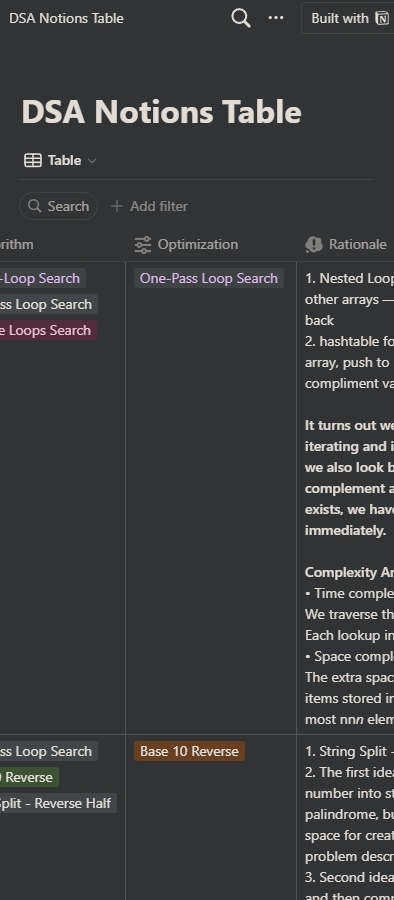 DSA Notions Table
Built with
DSA Notions Table
Table
Search
Add filter
rithm
Optimization
Rationale
-Loop Search
ss Loop Search
e Loops Search
One-Pass Loop Search
1. Nested Loop
other arrays —
back
2. hashtable fo
array, push to
compliment va
It turns out we
iterating and i
we also look b
complement a
exists, we have
immediately.
Complexity An
• Time comple
We traverse th
Each lookup in
• Space compl
The extra spac
items stored in
most nnn elem
ss Loop Search
0 Reverse
Split - Reverse Half
Base 10 Reverse
1. String Split -
2. The first idea
number into st
palindrome, bu
space for creat
problem descr
3. Second idea
and then comp